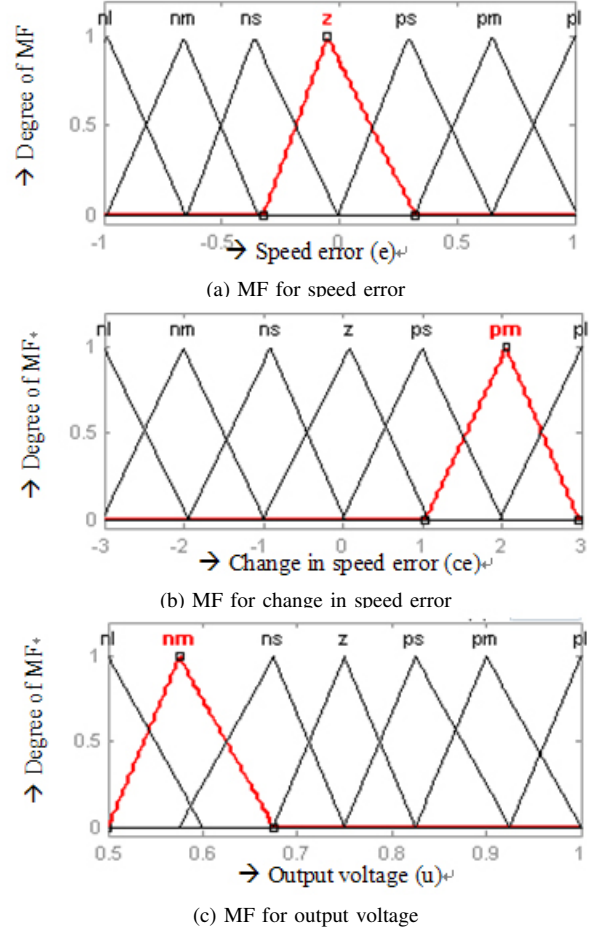 nl nm ns z ps pm pl
→ Degree of MF
1
0.5
0
-1 -0.5 0 0.5 1
→ Speed error (e)↵
(a) MF for speed error
nl nm ns z ps pm pl
→ Degree of MF
1
0.5
0
-3 -2 -1 0 1 2 3
→ Change in speed error (ce)↵
(b) MF for change in speed error
nl nm ns z ps pm pl
→ Degree of MF
1
0.5
0
0.5 0.6 0.7 0.8 0.9 1
→ Output voltage (u)↵
(c) MF for output voltage